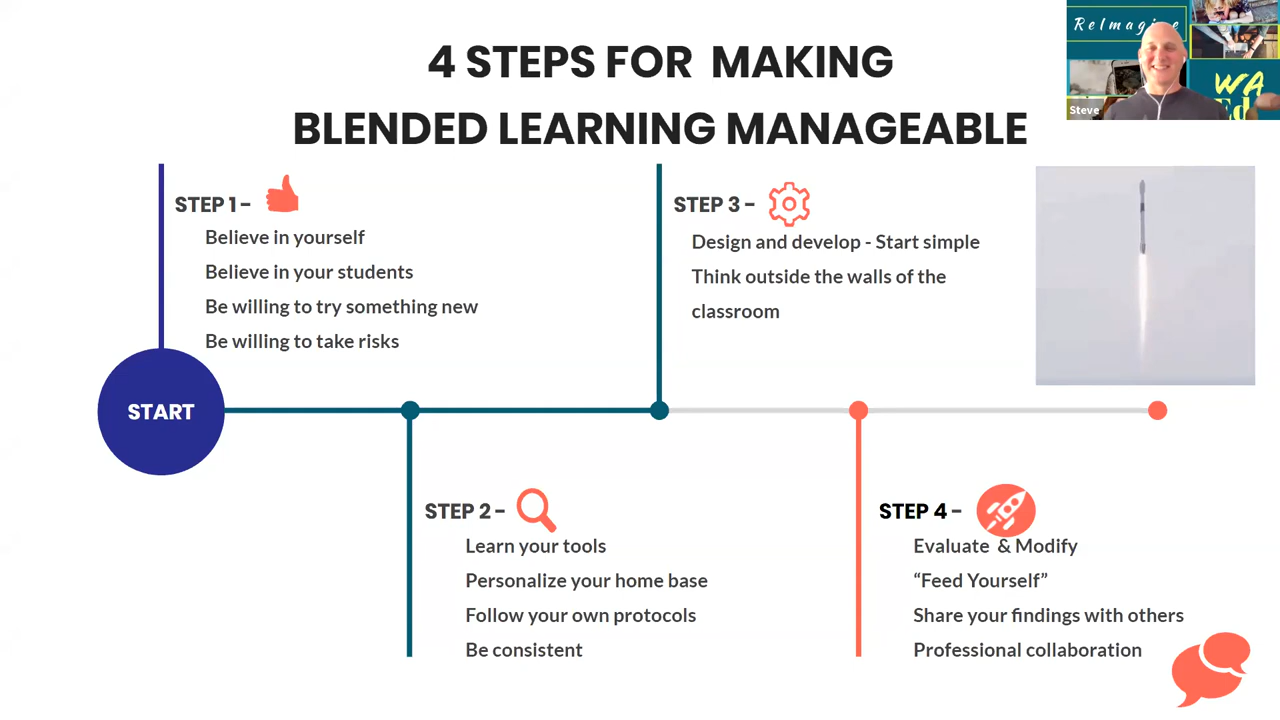 4 STEPS FOR MAKING
BLENDED LEARNING MANAGEABLE
STEP 1 -
Believe in yourself
Believe in your students
Be willing to try something new
Be willing to take risks
STEP 3 -
Design and develop - Start simple
Think outside the walls of the
classroom
START
STEP 2 -
Learn your tools
Personalize your home base
Follow your own protocols
Be consistent
STEP 4 -
Evaluate & Modify
“Feed Yourself”
Share your findings with others
Professional collaboration
Steve
WA